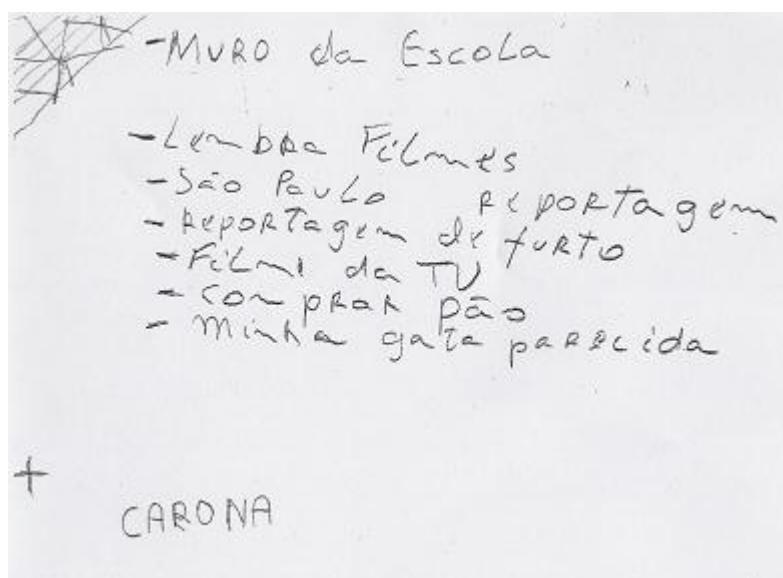 - MURO da Escola
- Lembra Filmes
- São Paulo reportagem
- Reportagem de furto
- Filme da TV
- comprar pão
- Minha gata parecida
+
CARONA